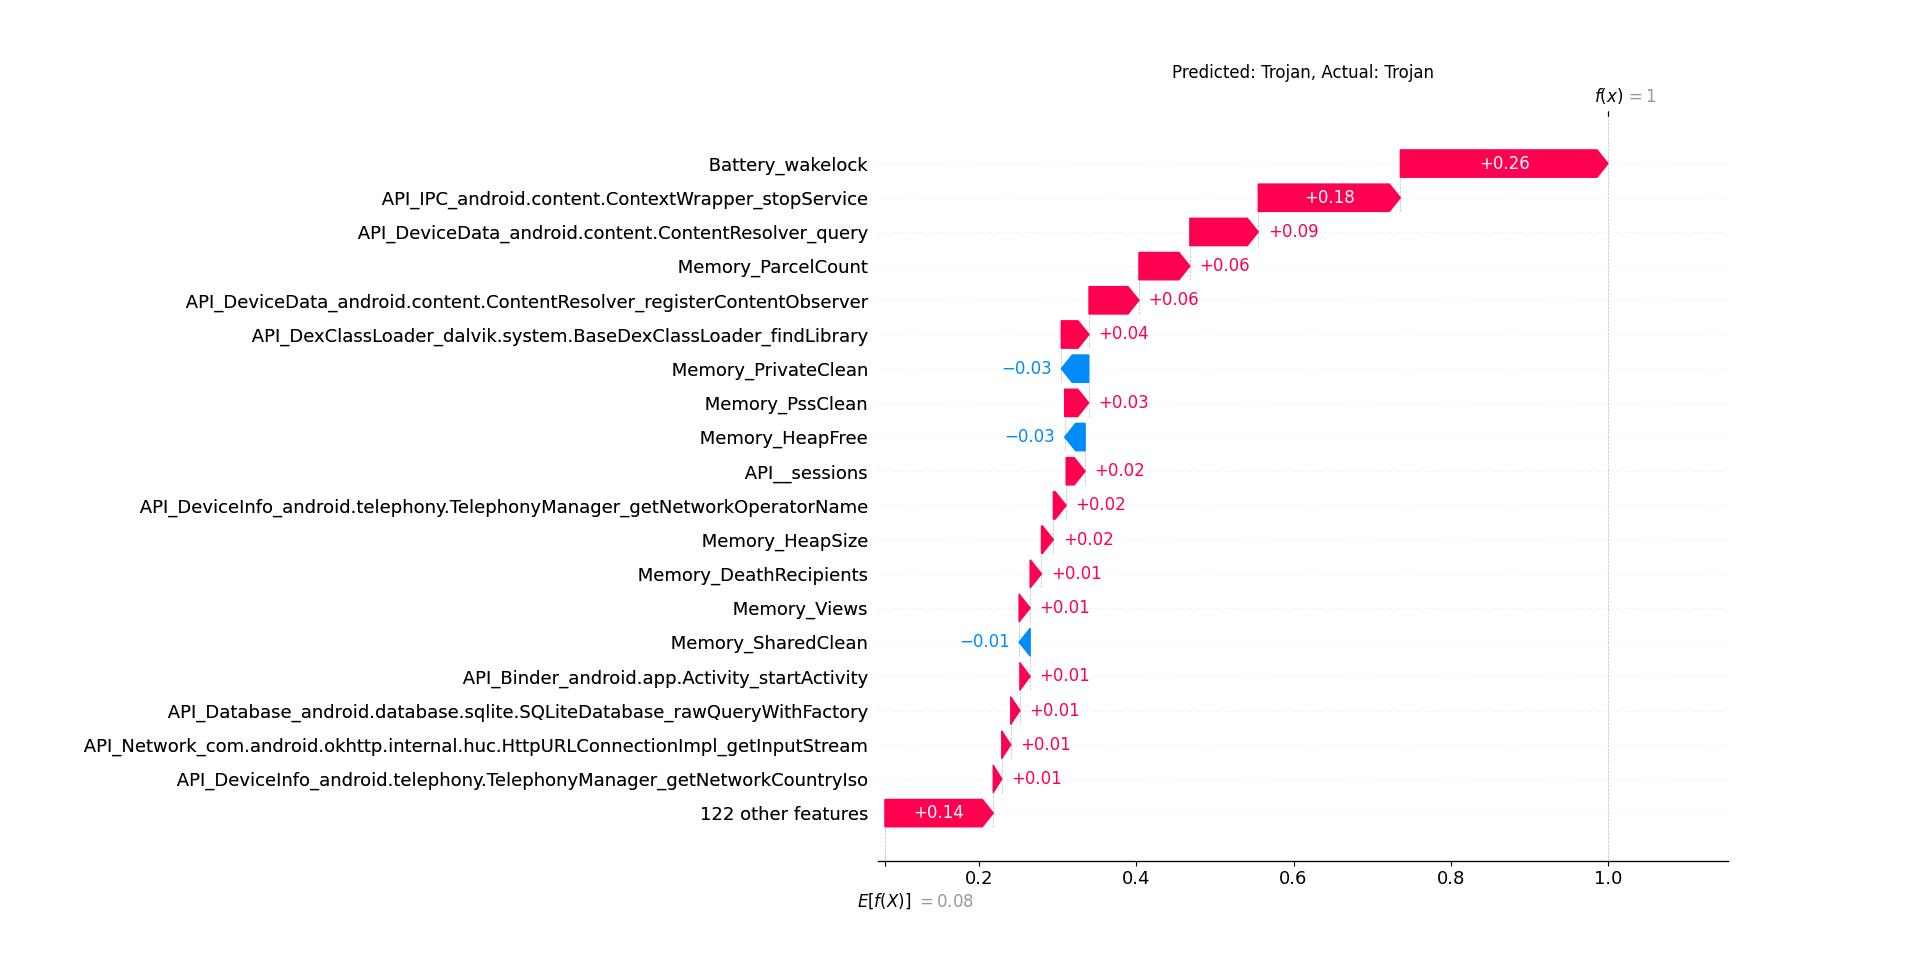 Predicted: Trojan, Actual: Trojan
f(x) = 1
Battery_wakelock +0.26
API_IPC_android.content.ContextWrapper_stopService +0.18
API_DeviceData_android.content.ContentResolver_query +0.09
Memory_ParcelCount +0.06
API_DeviceData_android.content.ContentResolver_registerContentObserver +0.06
API_DexClassLoader_dalvik.system.BaseDexClassLoader_findLibrary +0.04
Memory_PrivateClean −0.03
Memory_PssClean +0.03
Memory_HeapFree −0.03
API__sessions +0.02
API_DeviceInfo_android.telephony.TelephonyManager_getNetworkOperatorName +0.02
Memory_HeapSize +0.02
Memory_DeathRecipients +0.01
Memory_Views +0.01
Memory_SharedClean −0.01
API_Binder_android.app.Activity_startActivity +0.01
API_Database_android.database.sqlite.SQLiteDatabase_rawQueryWithFactory +0.01
API_Network_com.android.okhttp.internal.huc.HttpURLConnectionImpl_getInputStream +0.01
API_DeviceInfo_android.telephony.TelephonyManager_getNetworkCountryIso +0.01
122 other features +0.14
0.2 0.4 0.6 0.8 1.0
E[f(X)] = 0.08